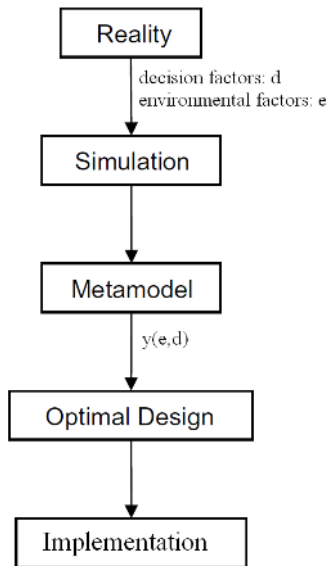 Reality
decision factors: d
environmental factors: e
Simulation
Metamodel
y(e,d)
Optimal Design
Implementation